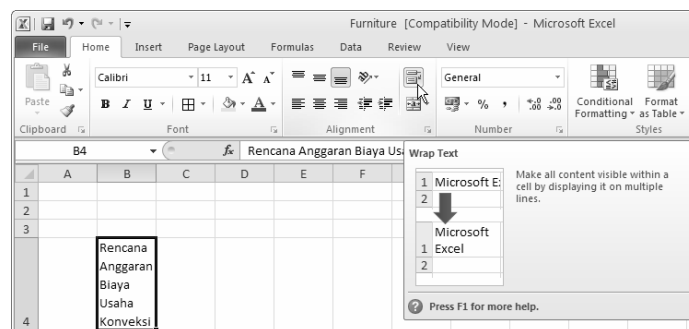 Furniture [Compatibility Mode] - Microsoft Excel
File Home Insert Page Layout Formulas Data Review View
Calibri 11 A A General
Paste B I U A % , Conditional Format
Formatting as Table
Clipboard Font Alignment Number Styles
B4 fx Rencana Anggaran Biaya Us
Wrap Text
A B C D E F
1 Microsoft E
2
Make all content visible within a
cell by displaying it on multiple
lines.
Microsoft
1 Excel
2
Press F1 for more help.
1
2
3
Rencana
Anggaran
Biaya
Usaha
4 Konveksi